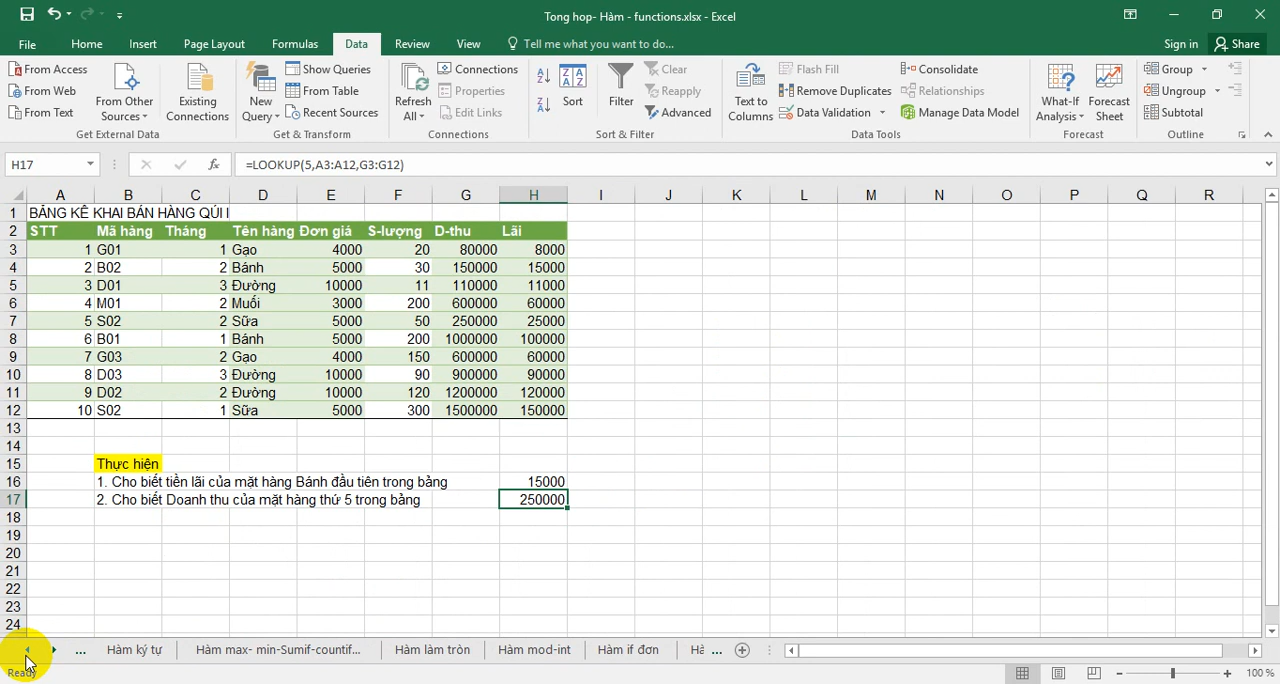 Tong hop- Hàm - functions.xlsx - Excel
File Home Insert Page Layout Formulas Data Review View Tell me what you want to do... Sign in Share
From Access
From Web
From Text
From Other Sources
Existing Connections
Get External Data
New Query
Show Queries
From Table
Recent Sources
Get & Transform
Refresh All
Connections
Properties
Edit Links
Connections
Sort
Filter
Clear
Reapply
Advanced
Sort & Filter
Text to Columns
Flash Fill
Remove Duplicates
Data Validation
Consolidate
Relationships
Manage Data Model
Data Tools
What-If Analysis
Forecast Sheet
Forecast
Group
Ungroup
Subtotal
Outline
H17 fx =LOOKUP(5,A3:A12,G3:G12)
A B C D E F G H I J K L M N O P Q R
1 BẢNG KÊ KHAI BÁN HÀNG QÚI I
2 STT Mã hàng Tháng Tên hàng Đơn giá S-lượng D-thu Lãi
3 1 G01 1 Gạo 4000 20 80000 8000
4 2 B02 2 Bánh 5000 30 150000 15000
5 3 D01 3 Đường 10000 11 110000 11000
6 4 M01 2 Muối 3000 200 600000 60000
7 5 S02 2 Sữa 5000 50 250000 25000
8 6 B01 1 Bánh 5000 200 1000000 100000
9 7 G03 2 Gạo 4000 150 600000 60000
10 8 D03 3 Đường 10000 90 900000 90000
11 9 D02 2 Đường 10000 120 1200000 120000
12 10 S02 1 Sữa 5000 300 1500000 150000
13
14
15 Thực hiện
16 1. Cho biết tiền lãi của mặt hàng Bánh đầu tiên trong bảng 15000
17 2. Cho biết Doanh thu của mặt hàng thứ 5 trong bảng 250000
18
19
20
21
22
23
24
... Hàm ký tự Hàm max- min-Sumif-countif... Hàm làm tròn Hàm mod-int Hàm if đơn Hà ...
Ready 100 %